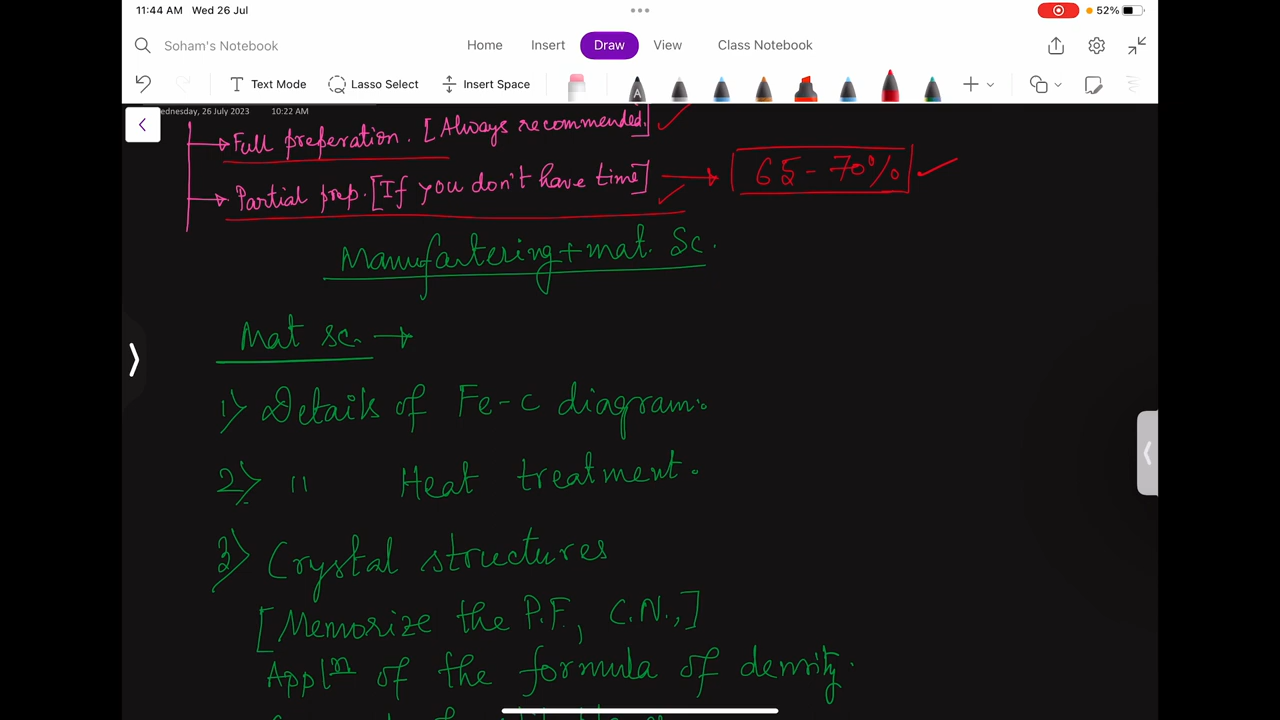 11:44 AM Wed 26 Jul
52%
Soham's Notebook
Home Insert Draw View Class Notebook
A Text Mode Lasso Select Insert Space
ednesday, 26 July 2023 10:22 AM
Full preperation. [Always recommended.]
Partial prep. [If you don't have time] → 65-70%
Manufartering + mat. Sc.
Mat sc. →
1) Details of Fe-c diagram.
2) 11 Heat treatment.
3) Crystal structures
[Memorize the P.F., C.N.,]
Applⁿ of the formula of density.